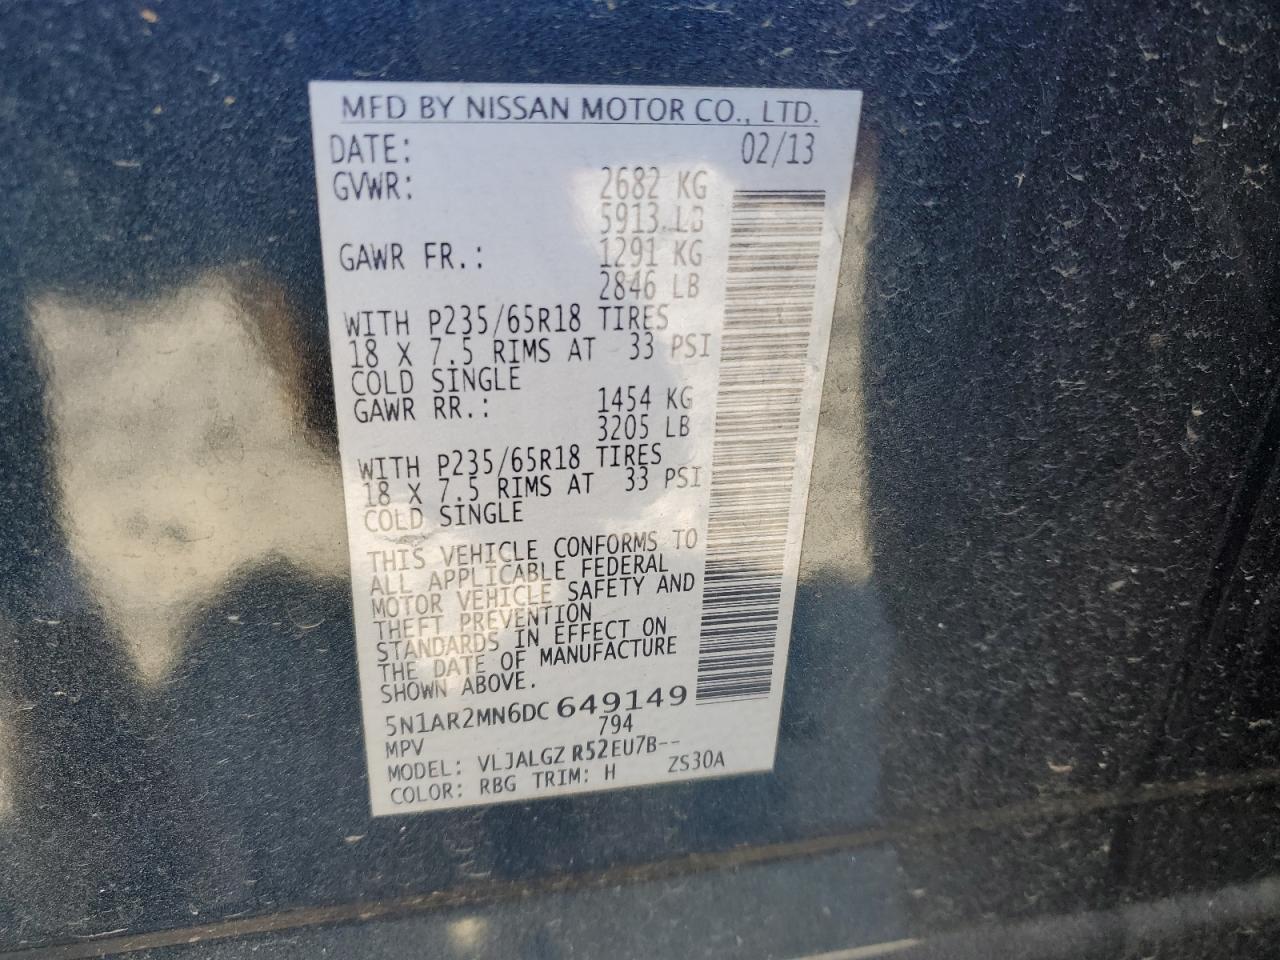 MFD BY NISSAN MOTOR CO., LTD.
DATE: 02/13
GVWR: 2682 KG
5913 LB
GAWR FR.: 1291 KG
2846 LB
WITH P235/65R18 TIRES
18 X 7.5 RIMS AT 33 PSI
COLD SINGLE
GAWR RR.: 1454 KG
3205 LB
WITH P235/65R18 TIRES
18 X 7.5 RIMS AT 33 PSI
COLD SINGLE
THIS VEHICLE CONFORMS TO
ALL APPLICABLE FEDERAL
MOTOR VEHICLE SAFETY AND
THEFT PREVENTION
STANDARDS IN EFFECT ON
THE DATE OF MANUFACTURE
SHOWN ABOVE.
5N1AR2MN6DC649149
MPV 794
MODEL: VLJALGZ R52EU7B--
COLOR: RBG TRIM: H ZS30A